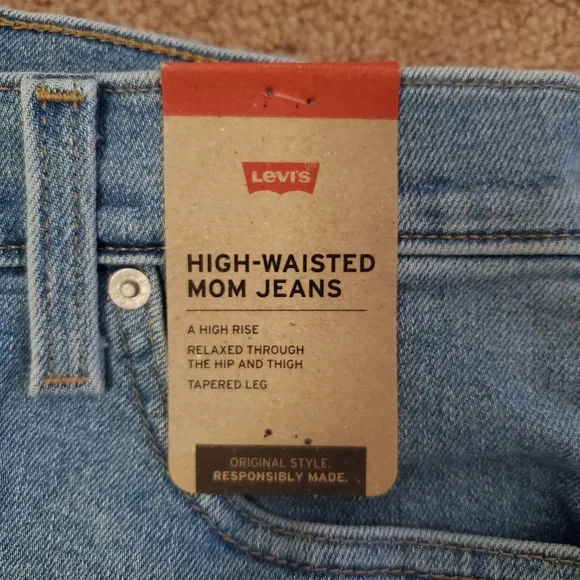 Levi's
HIGH-WAISTED
MOM JEANS
A HIGH RISE
RELAXED THROUGH
THE HIP AND THIGH
TAPERED LEG
ORIGINAL STYLE.
RESPONSIBLY MADE.